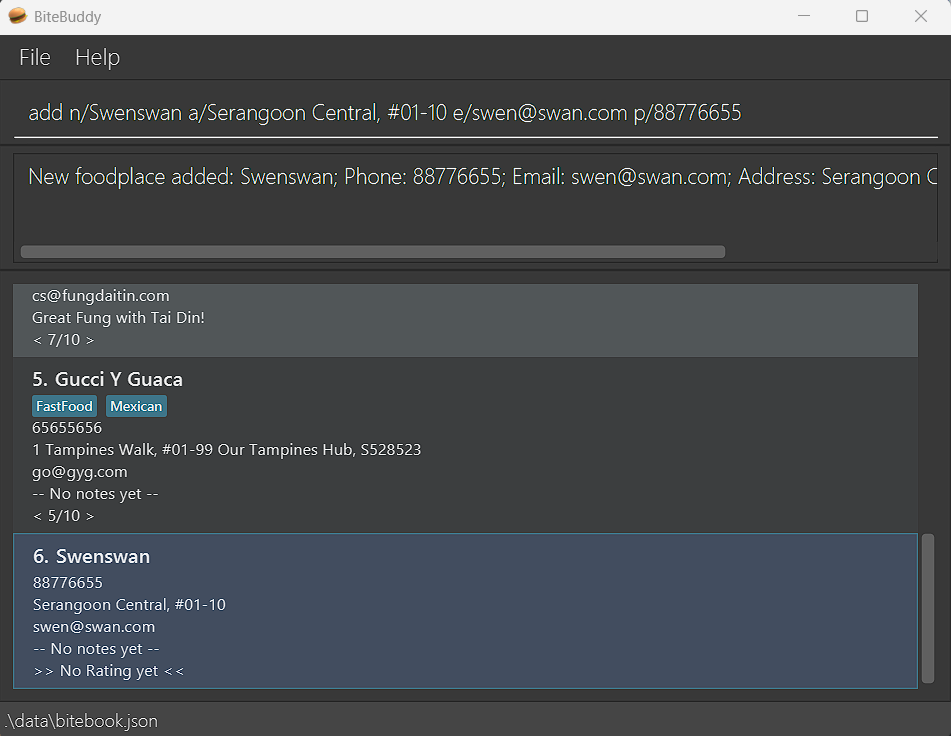 BiteBuddy
File Help
add n/Swenswan a/Serangoon Central, #01-10 e/swen@swan.com p/88776655
New foodplace added: Swenswan; Phone: 88776655; Email: swen@swan.com; Address: Serangoon C
cs@fungdaitin.com
Great Fung with Tai Din!
< 7/10 >
5. Gucci Y Guaca
FastFood Mexican
65655656
1 Tampines Walk, #01-99 Our Tampines Hub, S528523
go@gyg.com
-- No notes yet --
< 5/10 >
6. Swenswan
88776655
Serangoon Central, #01-10
swen@swan.com
-- No notes yet --
>> No Rating yet <<
.\data\bitebook.json